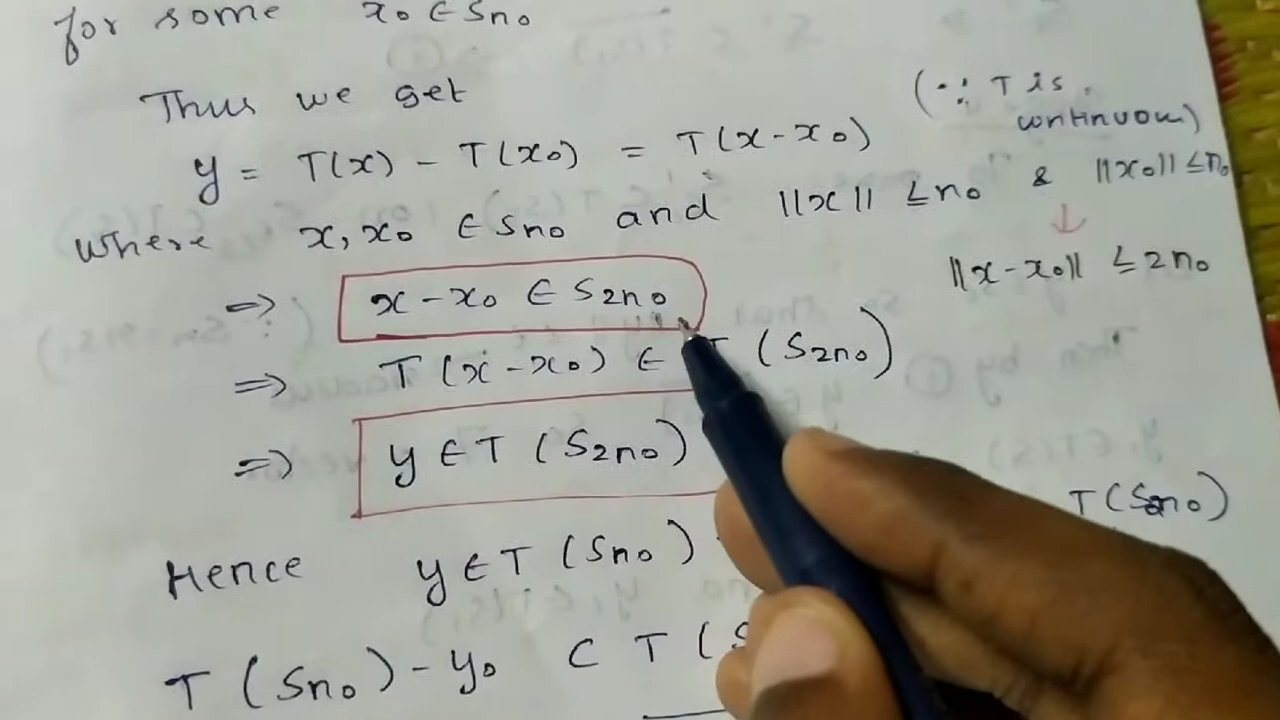 for some x₀ ∈ Sn₀
Thus we get
(∵ T is
continuous)
y = T(x) - T(x₀) = T(x-x₀)
where x, x₀ ∈ Sn₀ and ||x|| ≤ n₀ & ||x₀|| ≤ n₀
↓
||x-x₀|| ≤ 2n₀
⇒ x-x₀ ∈ S₂n₀
⇒ T(x-x₀) ∈ T(S₂n₀)
⇒ y ∈ T(S₂n₀)
Hence y ∈ T(Sn₀)
T(Sn₀) - y₀ ⊂ T(S